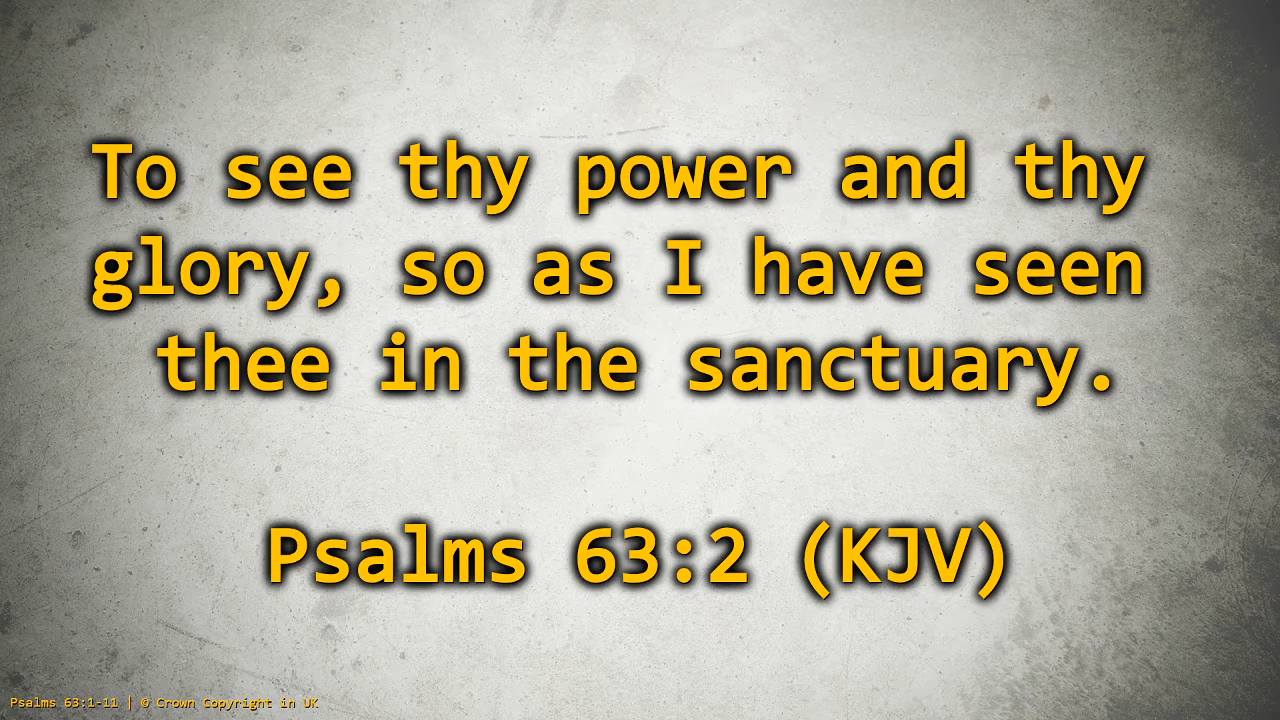 To see thy power and thy
glory, so as I have seen
thee in the sanctuary.
Psalms 63:2 (KJV)
Psalms 63:1-11 | © Crown Copyright in UK